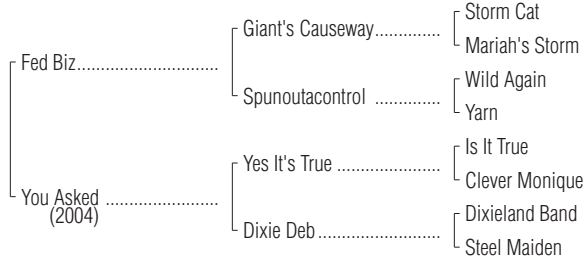 Storm Cat
Giant's Causeway..............
Mariah's Storm
Fed Biz..............................
Wild Again
Spunoutacontrol ..............
Yarn
Is It True
Yes It's True ......................
Clever Monique
You Asked ........................
(2004)
Dixieland Band
Dixie Deb..........................
Steel Maiden